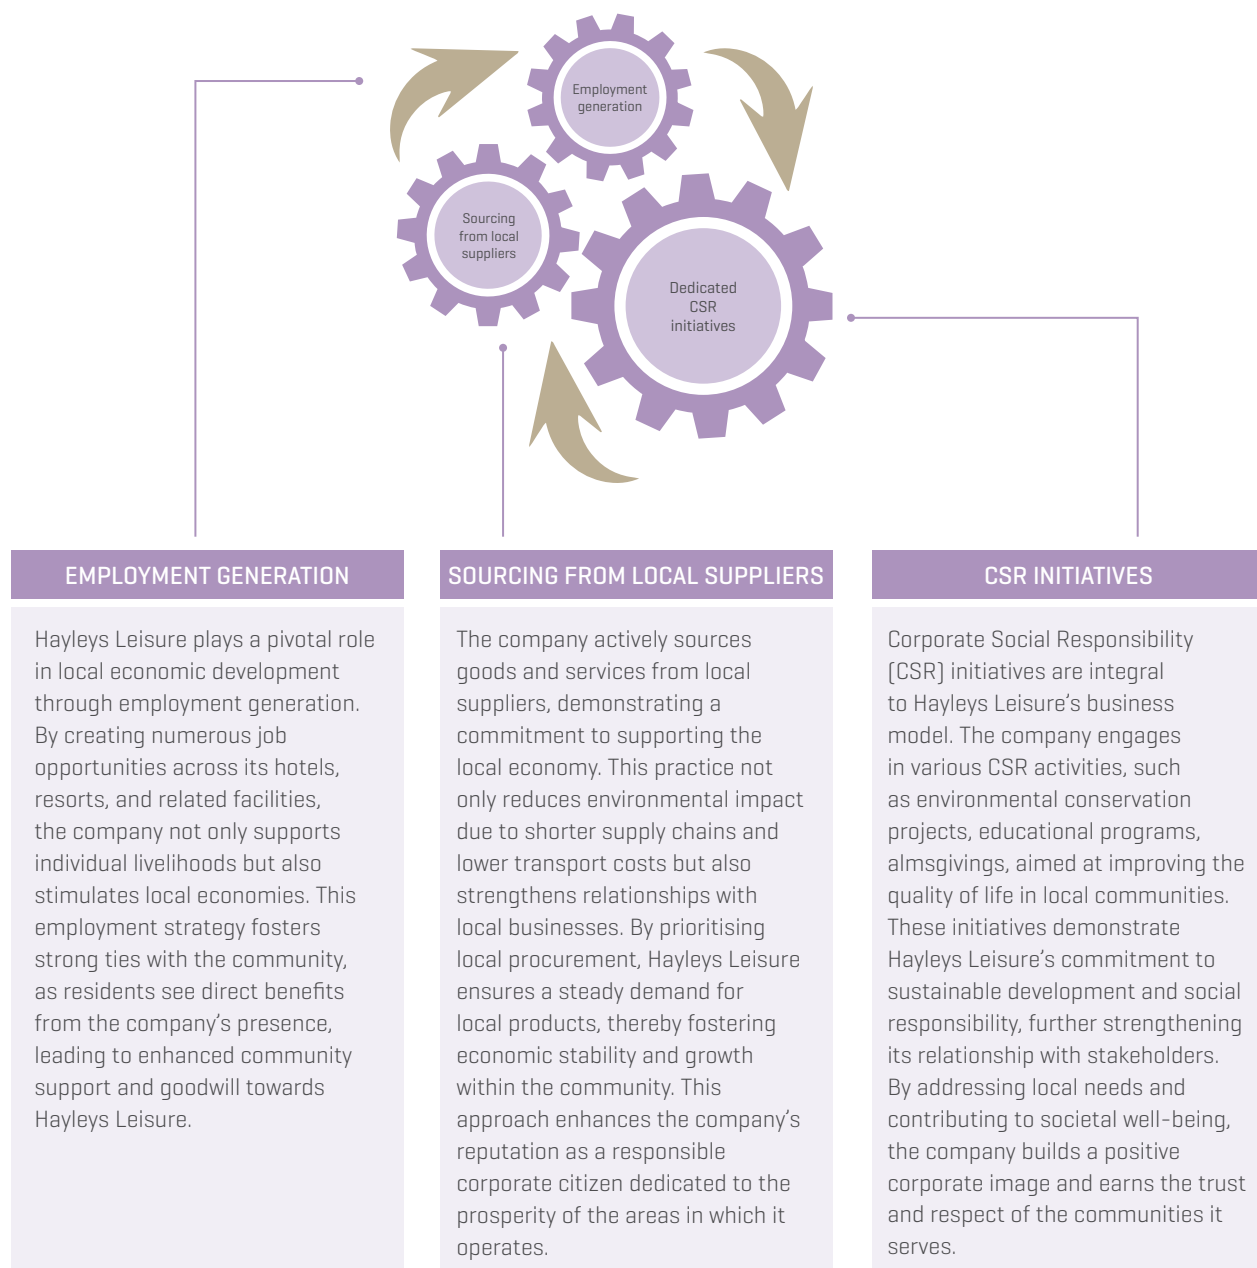 Employment
generation
Sourcing
from local
suppliers
Dedicated
CSR
initiatives
EMPLOYMENT GENERATION
Hayleys Leisure plays a pivotal role
in local economic development
through employment generation.
By creating numerous job
opportunities across its hotels,
resorts, and related facilities,
the company not only supports
individual livelihoods but also
stimulates local economies. This
employment strategy fosters
strong ties with the community,
as residents see direct benefits
from the company's presence,
leading to enhanced community
support and goodwill towards
Hayleys Leisure.
SOURCING FROM LOCAL SUPPLIERS
The company actively sources
goods and services from local
suppliers, demonstrating a
commitment to supporting the
local economy. This practice not
only reduces environmental impact
due to shorter supply chains and
lower transport costs but also
strengthens relationships with
local businesses. By prioritising
local procurement, Hayleys Leisure
ensures a steady demand for
local products, thereby fostering
economic stability and growth
within the community. This
approach enhances the company's
reputation as a responsible
corporate citizen dedicated to the
prosperity of the areas in which it
operates.
CSR INITIATIVES
Corporate Social Responsibility
(CSR) initiatives are integral
to Hayleys Leisure's business
model. The company engages
in various CSR activities, such
as environmental conservation
projects, educational programs,
almsgivings, aimed at improving the
quality of life in local communities.
These initiatives demonstrate
Hayleys Leisure's commitment to
sustainable development and social
responsibility, further strengthening
its relationship with stakeholders.
By addressing local needs and
contributing to societal well-being,
the company builds a positive
corporate image and earns the trust
and respect of the communities it
serves.